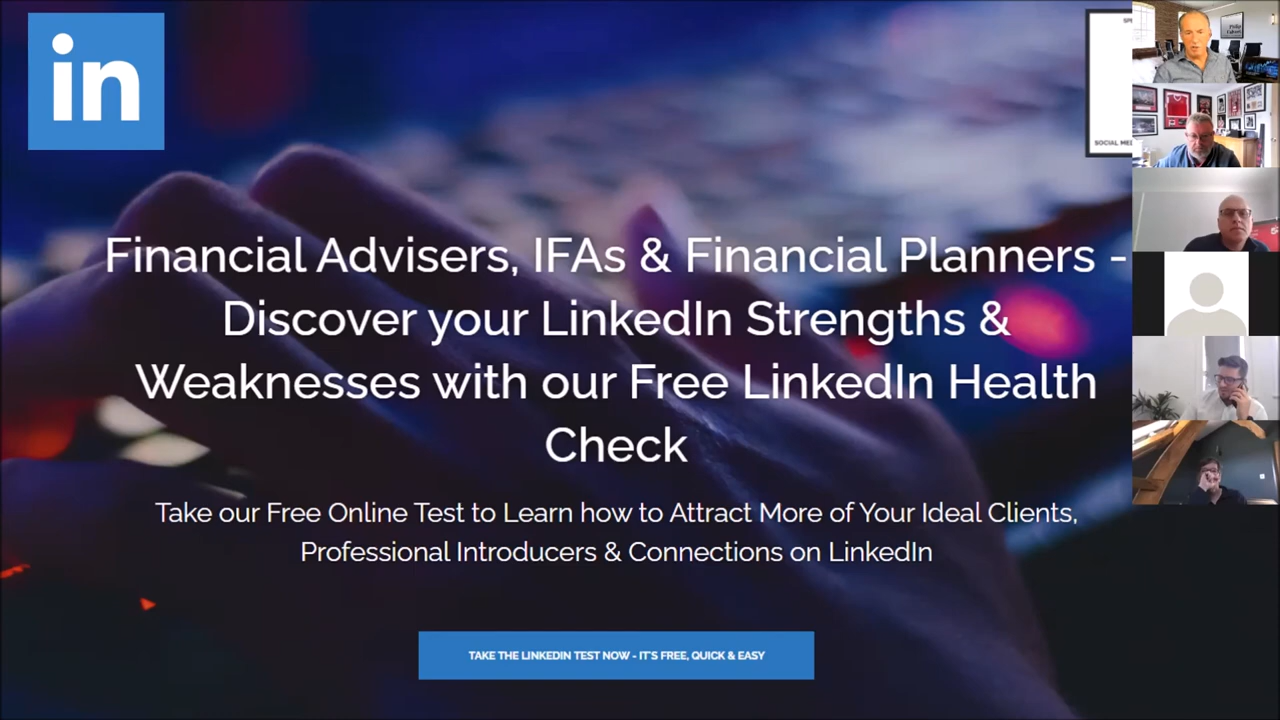 in
SOCIAL
Financial Advisers, IFAs & Financial Planners -
Discover your LinkedIn Strengths &
Weaknesses with our Free LinkedIn Health
Check
Take our Free Online Test to Learn how to Attract More of Your Ideal Clients,
Professional Introducers & Connections on LinkedIn
TAKE THE LINKEDIN TEST NOW - IT'S FREE, QUICK & EASY